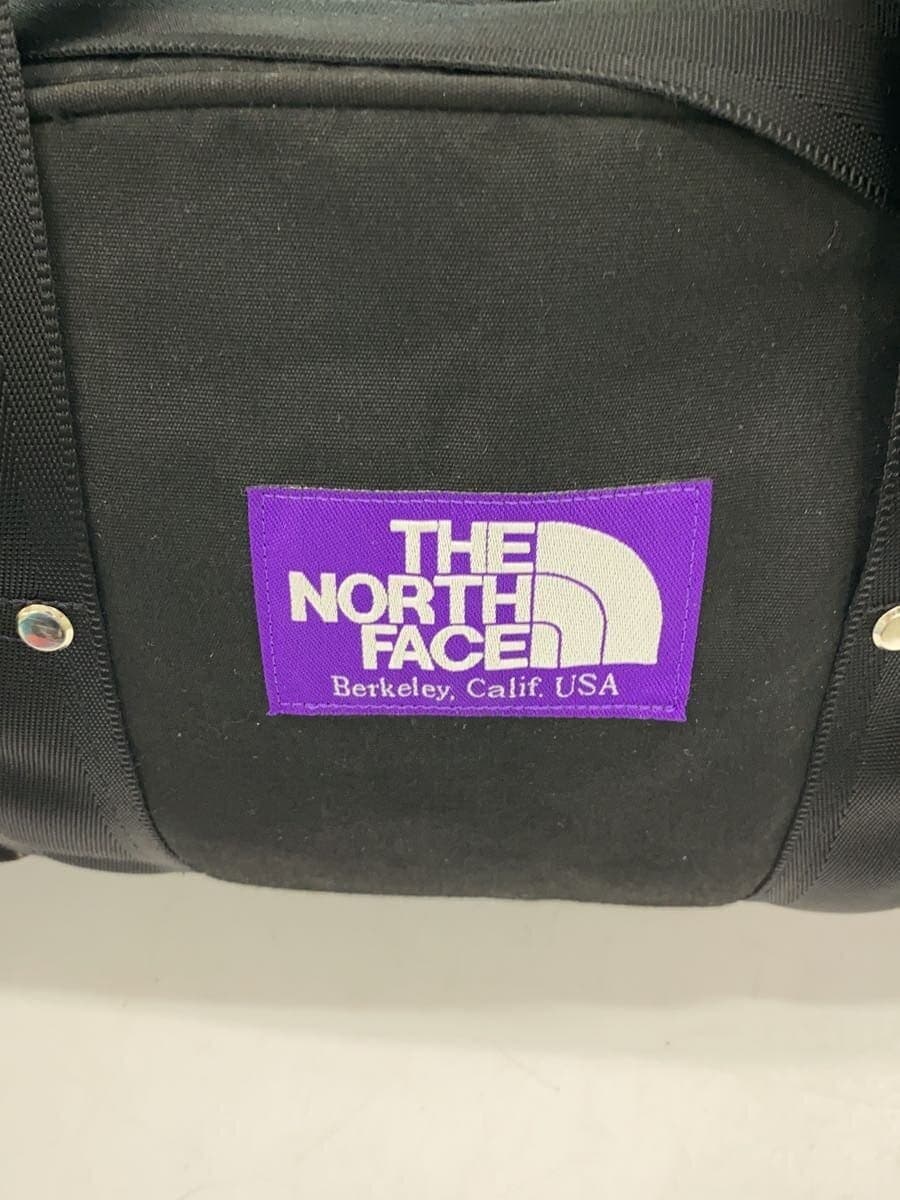 THE
NORTH
FACE
Berkeley, Calif. USA